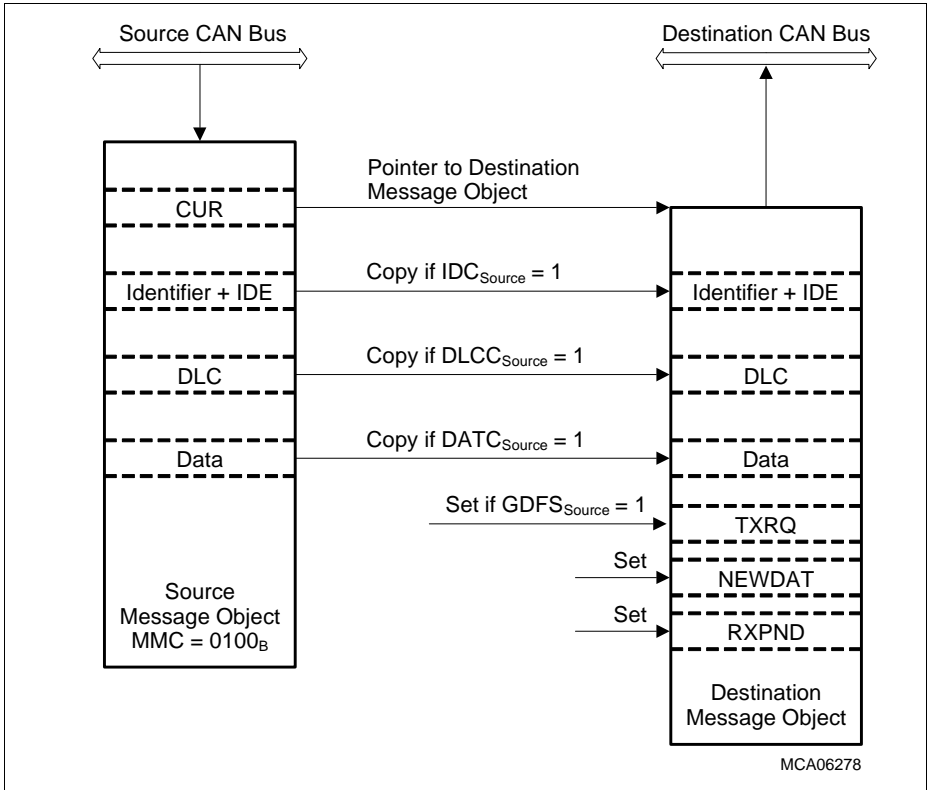 Source CAN Bus
Destination CAN Bus
Pointer to Destination
Message Object
CUR
Copy if IDCSource = 1
Identifier + IDE
Identifier + IDE
Copy if DLCCSource = 1
DLC
DLC
Copy if DATCSource = 1
Data
Data
Set if GDFSSource = 1
TXRQ
Set
NEWDAT
Set
RXPND
Source
Message Object
MMC = 0100B
Destination
Message Object
MCA06278